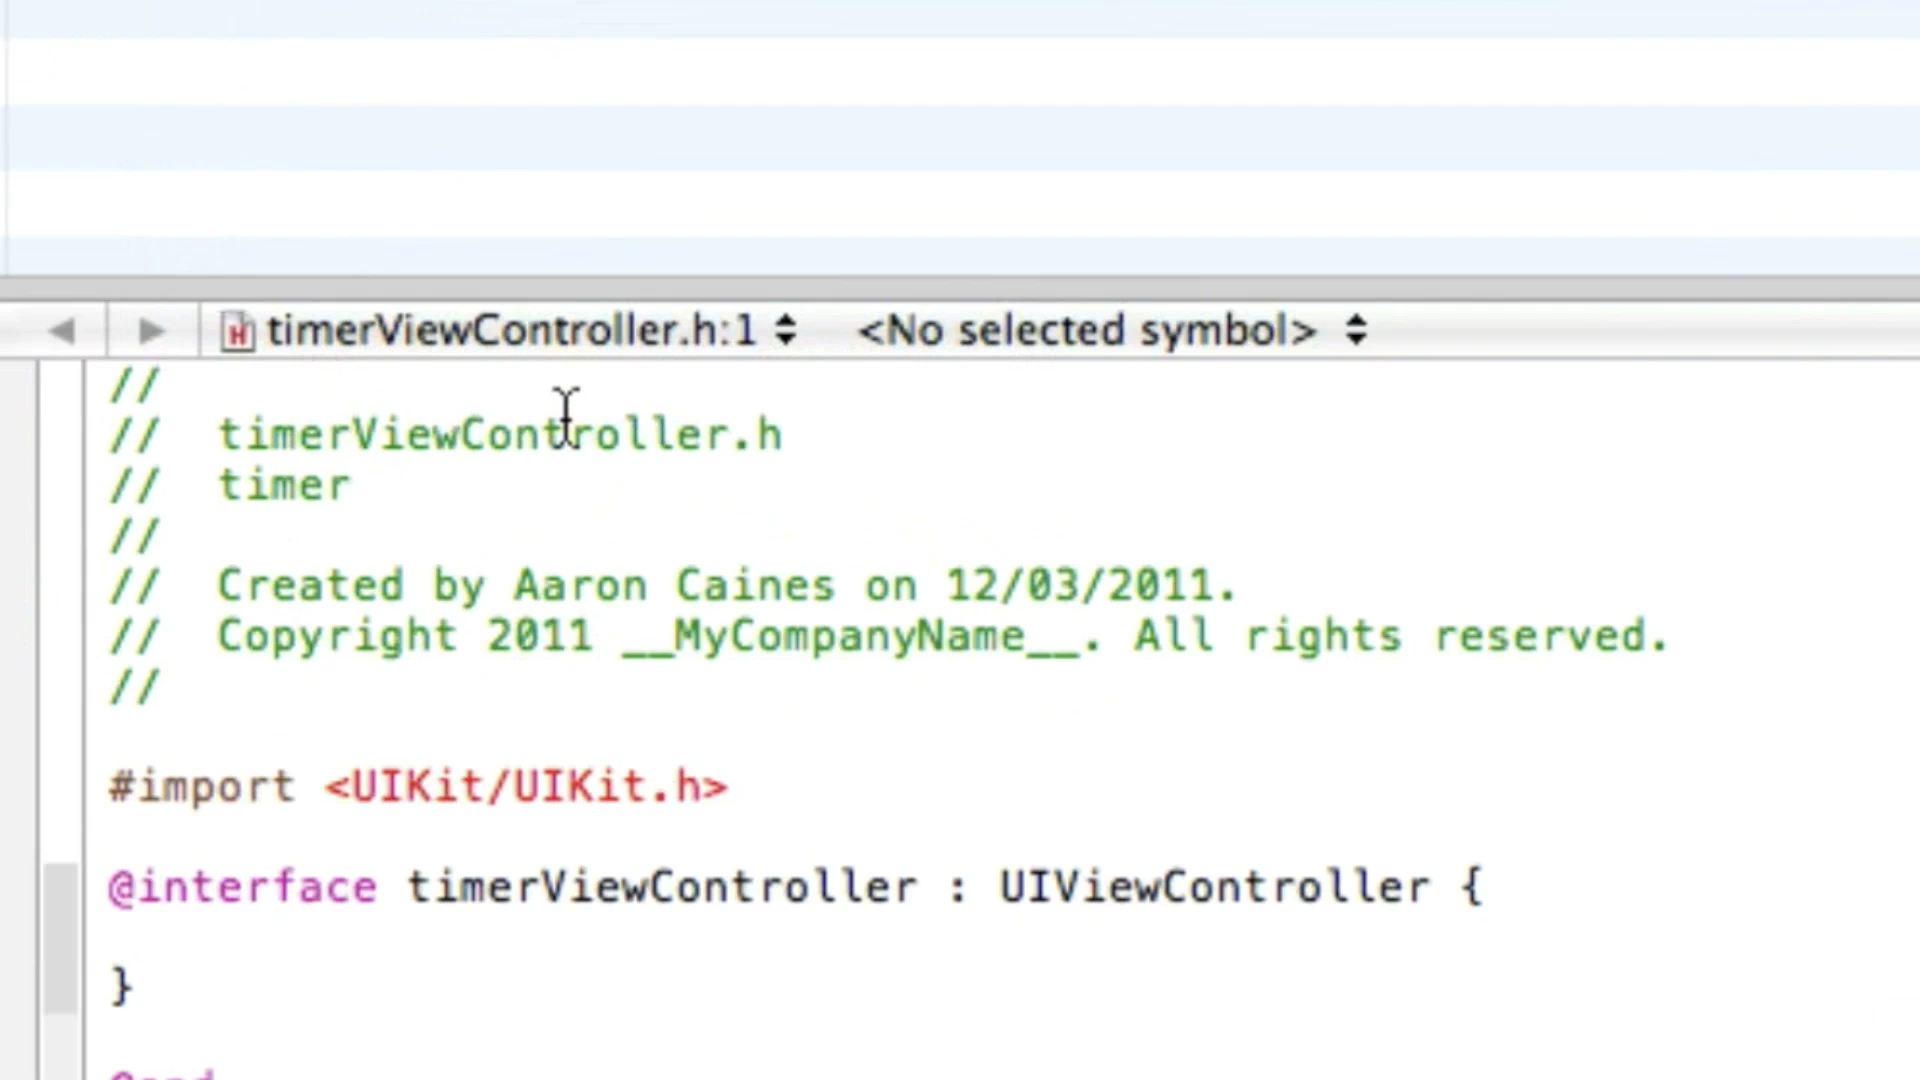 timerViewController.h:1 <No selected symbol>
//
// timerViewController.h
// timer
//
// Created by Aaron Caines on 12/03/2011.
// Copyright 2011 __MyCompanyName__. All rights reserved.
//
#import <UIKit/UIKit.h>
@interface timerViewController : UIViewController {
}
@end